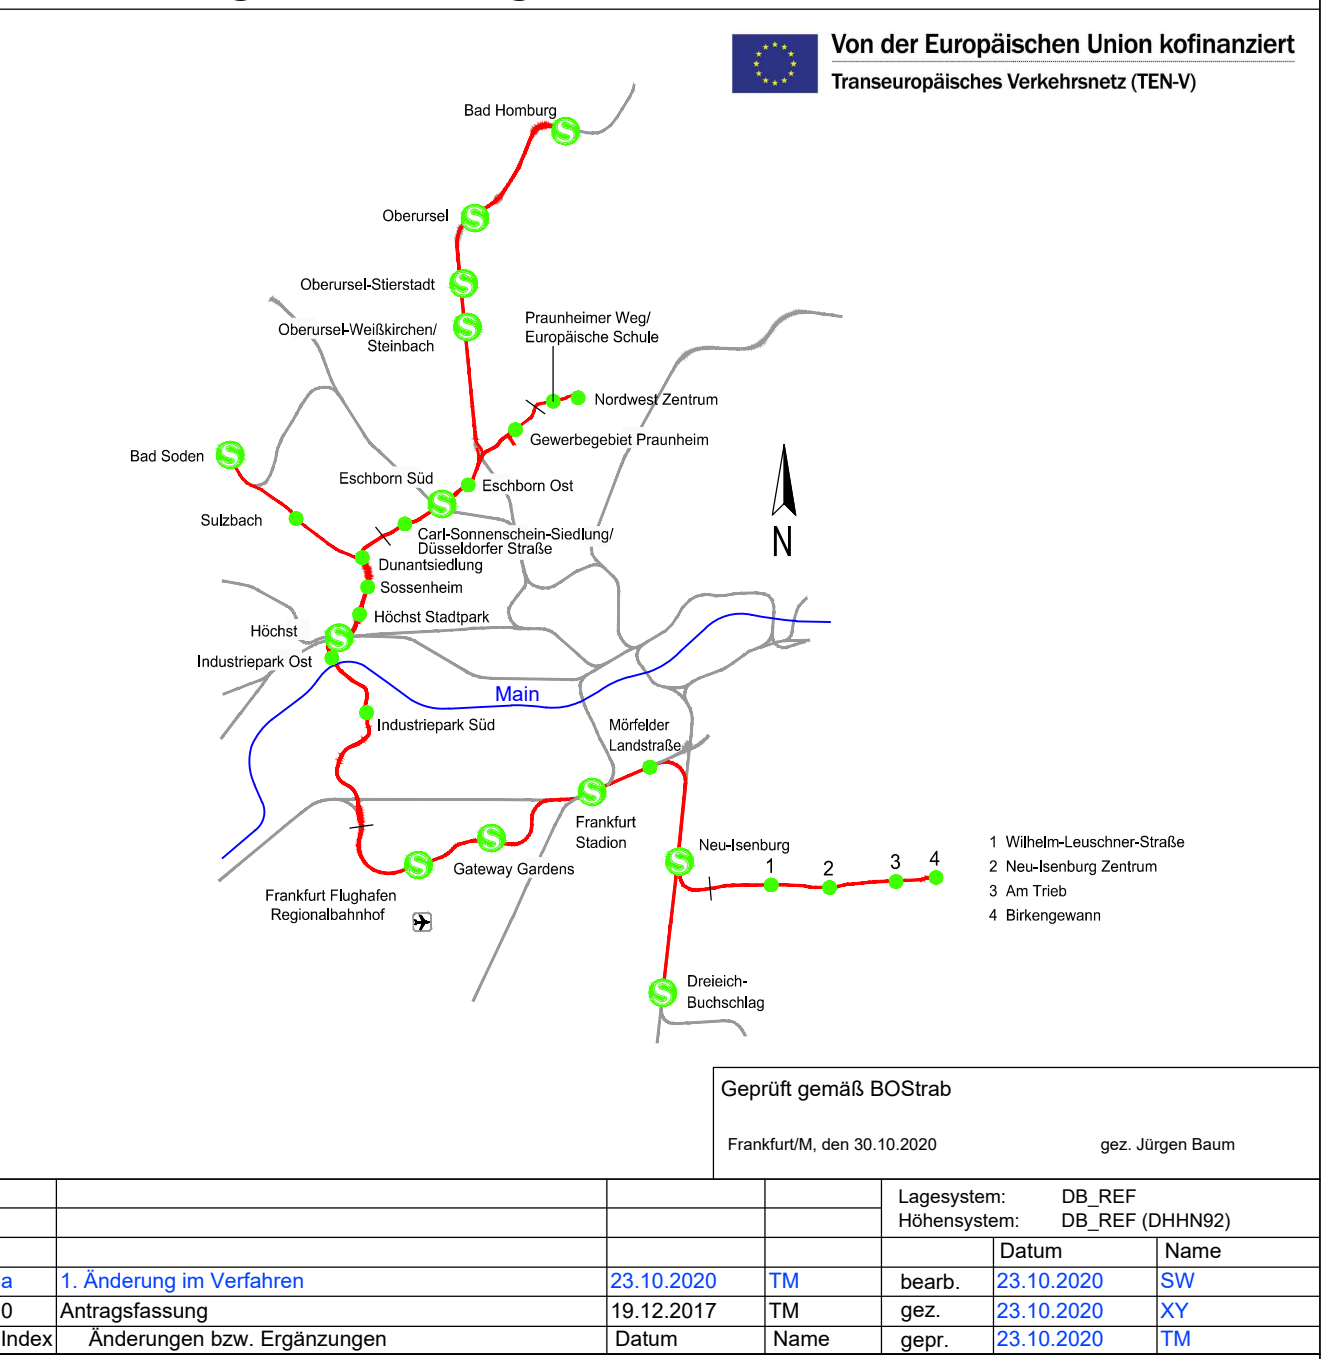 Von der Europäischen Union kofinanziert
Transeuropäisches Verkehrsnetz (TEN-V)
Bad Homburg
Oberursel
Oberursel-Stierstadt
Oberursel-Weißkirchen/
Steinbach
Praunheimer Weg/
Europäische Schule
Nordwest Zentrum
Gewerbegebiet Praunheim
Bad Soden
Eschborn Süd
Eschborn Ost
Sulzbach
Carl-Sonnenschein-Siedlung/
Düsseldorfer Straße
Dunantsiedlung
Sossenheim
Höchst Stadtpark
Höchst
Industriepark Ost
N
Main
Industriepark Süd
Mörfelder
Landstraße
Frankfurt
Stadion
Gateway Gardens
Frankfurt Flughafen
Regionalbahnhof
Neu-Isenburg
1
2
3
4
1 Wilhelm-Leuschner-Straße
2 Neu-Isenburg Zentrum
3 Am Trieb
4 Birkengewann
Dreieich-
Buchschlag
Geprüft gemäß BOStrab
Frankfurt/M, den 30.10.2020 gez. Jürgen Baum
Lagesystem: DB_REF
Höhensystem: DB_REF (DHHN92)
Datum Name
a 1. Änderung im Verfahren 23.10.2020 TM bearb. 23.10.2020 SW
0 Antragsfassung 19.12.2017 TM gez. 23.10.2020 XY
Index Änderungen bzw. Ergänzungen Datum Name gepr. 23.10.2020 TM